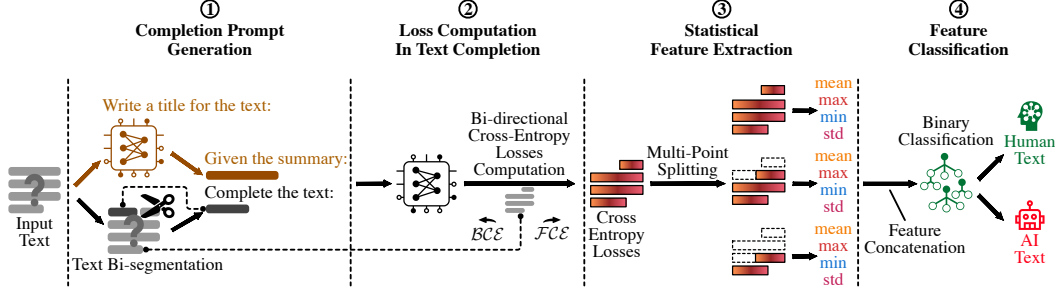 ①
Completion Prompt
Generation
②
Loss Computation
In Text Completion
③
Statistical
Feature Extraction
④
Feature
Classification
Input
Text
Write a title for the text:
Given the summary:
Complete the text:
Text Bi-segmentation
Bi-directional
Cross-Entropy
Losses
Computation
BCE
FCE
Cross
Entropy
Losses
Multi-Point
Splitting
mean
max
min
std
mean
max
min
std
mean
max
min
std
Feature
Concatenation
Binary
Classification
Human
Text
AI
Text